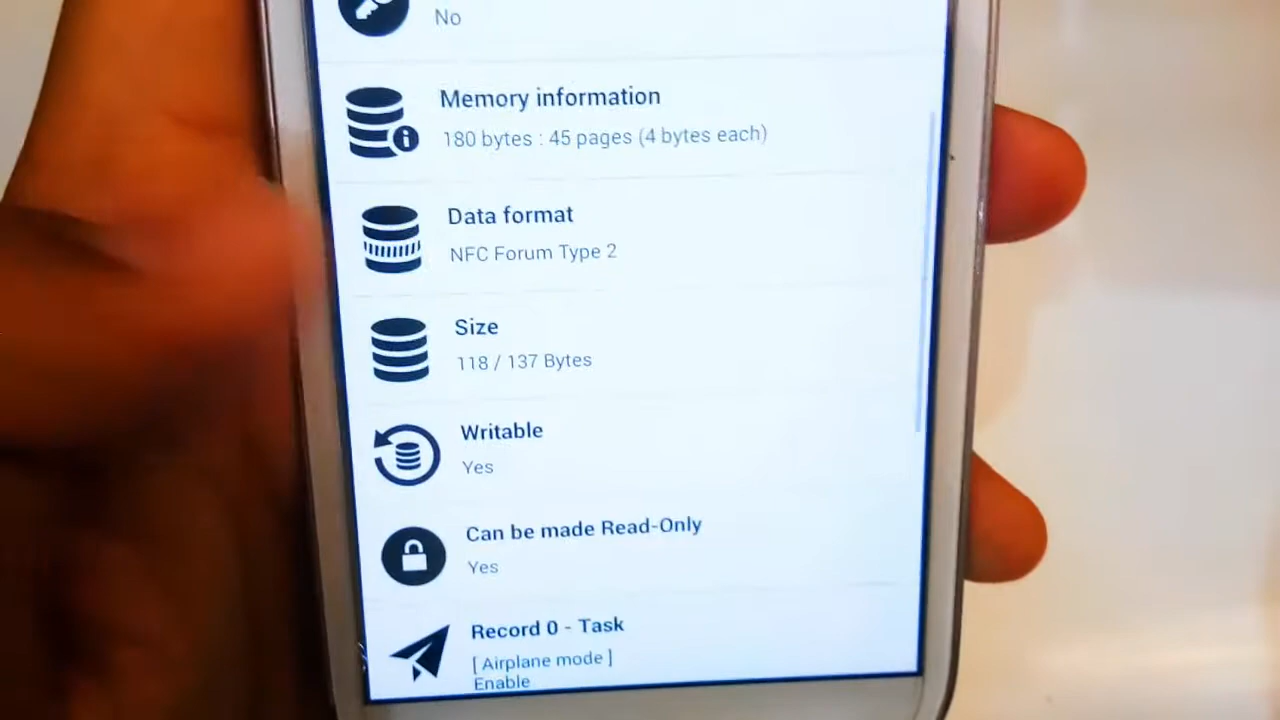 No
Memory information
180 bytes : 45 pages (4 bytes each)
Data format
NFC Forum Type 2
Size
118 / 137 Bytes
Writable
Yes
Can be made Read-Only
Yes
Record 0 - Task
[ Airplane mode ]
Enable